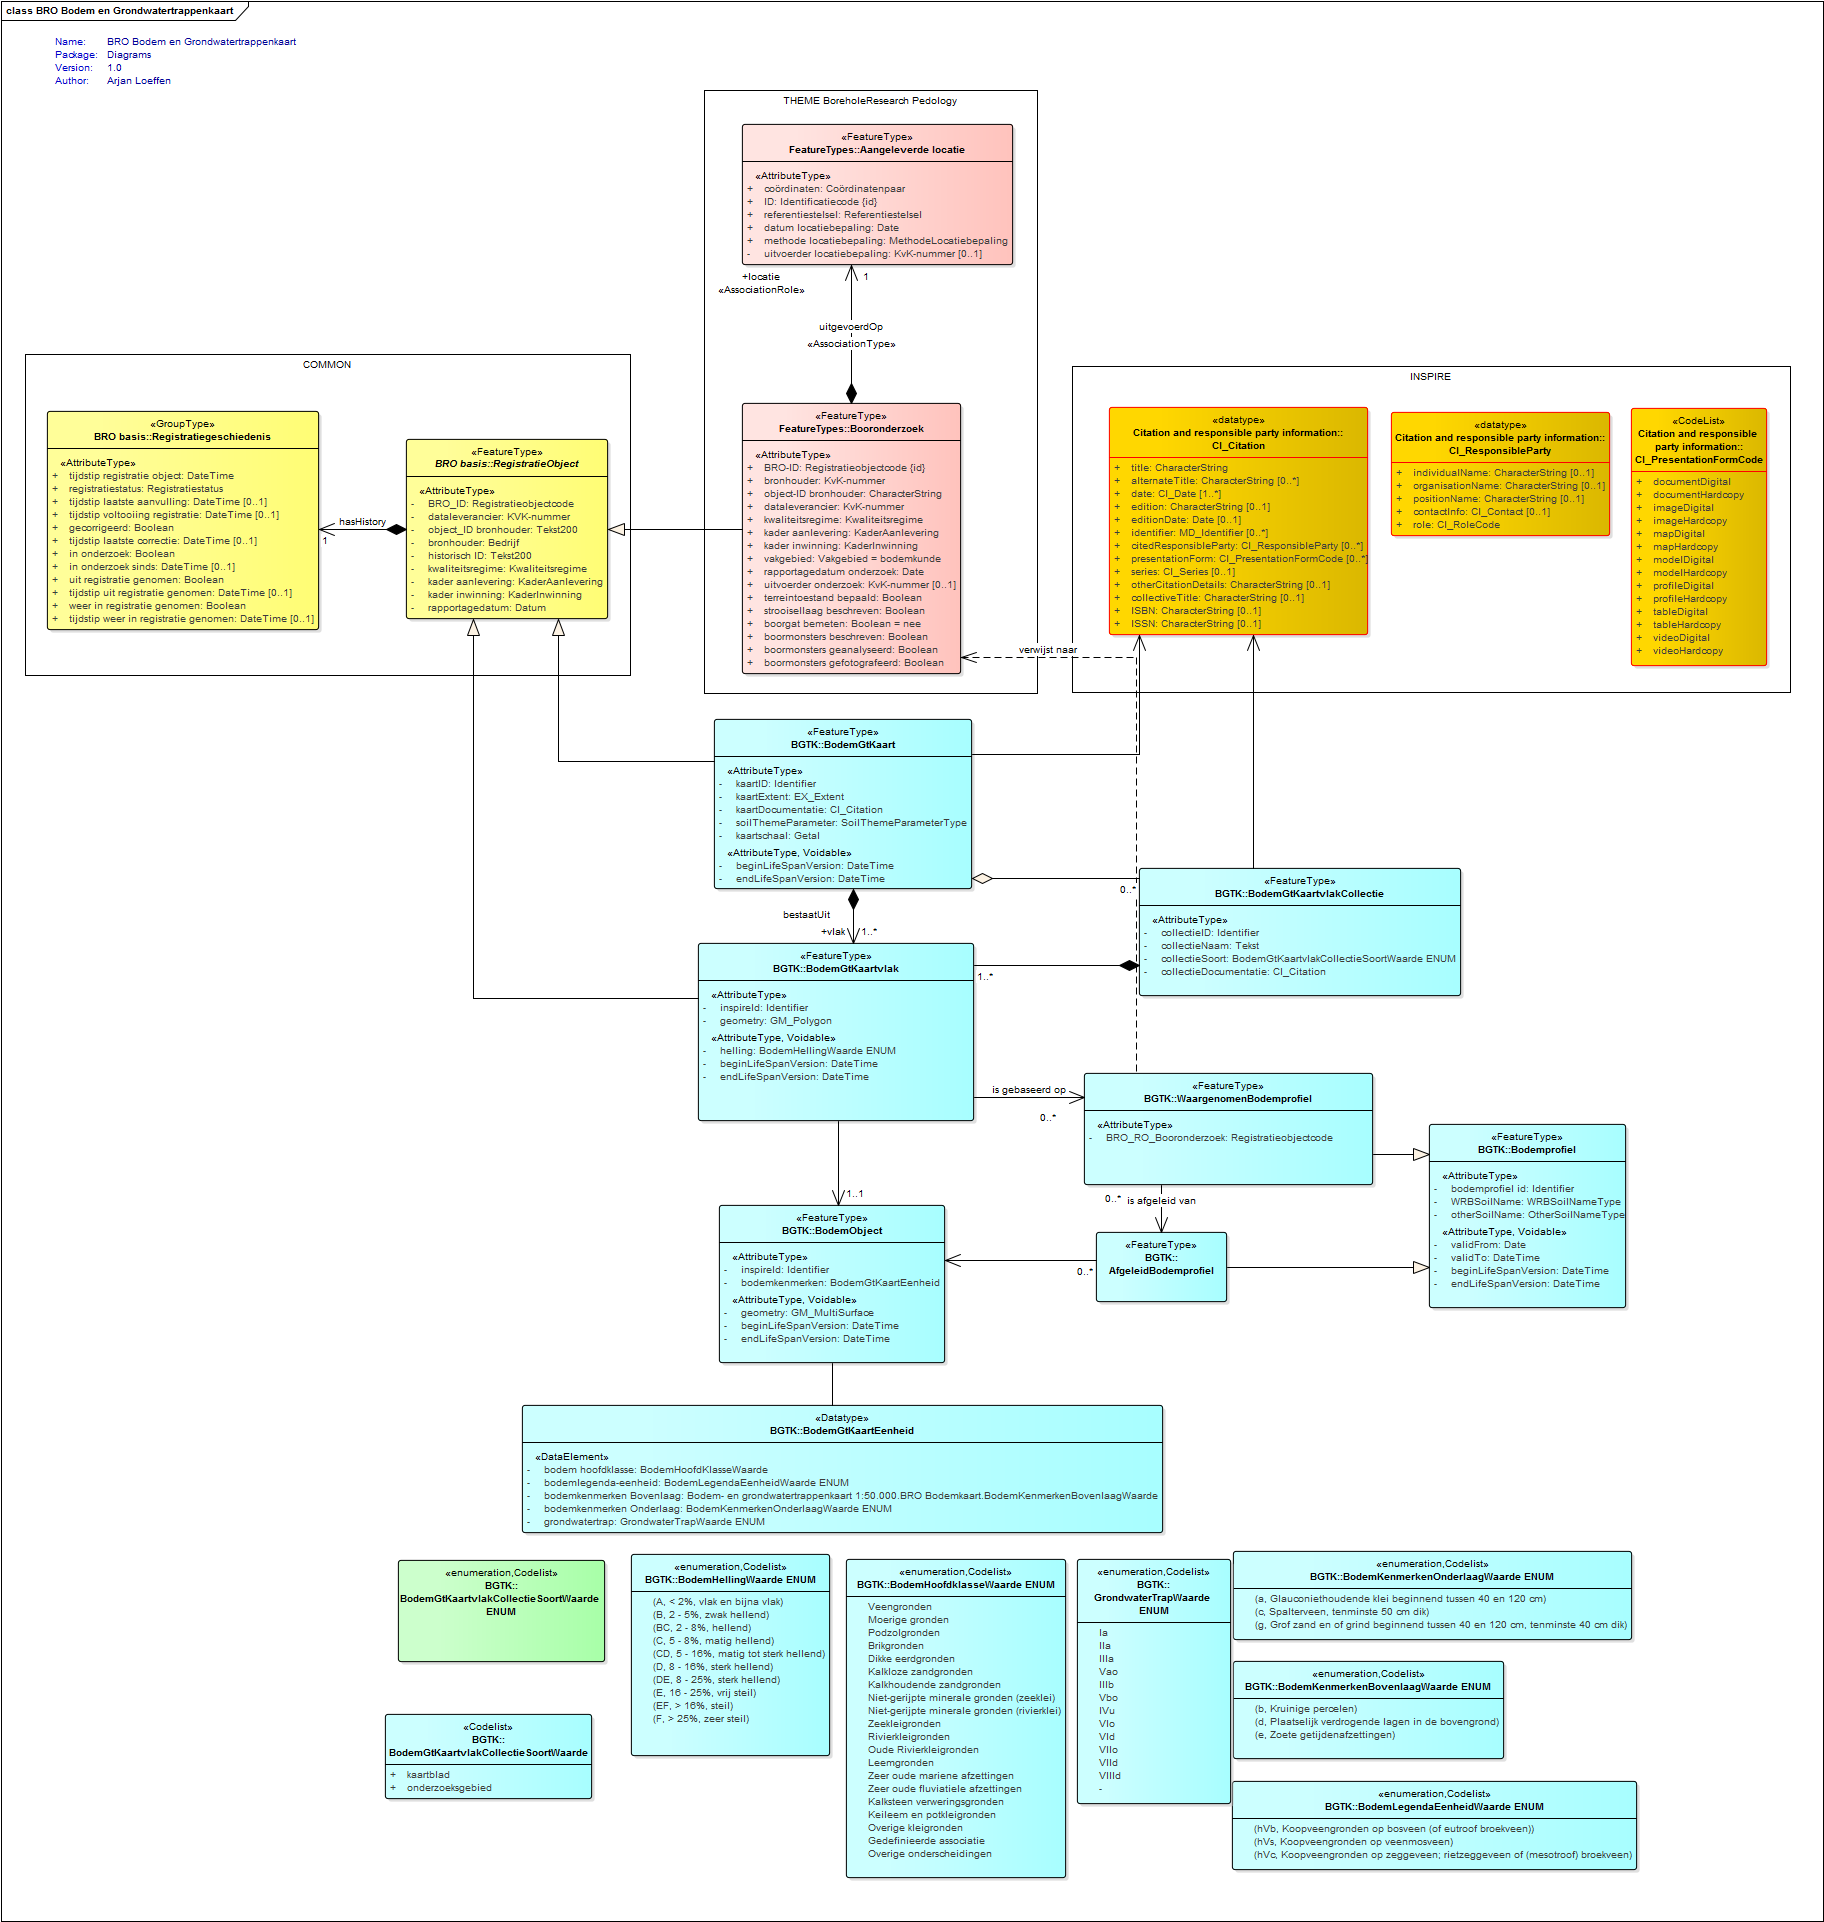 class BRO Bodem en Grondwatertrappenkaart
Name: BRO Bodem en Grondwatertrappenkaart
Package: Diagrams
Version: 1.0
Author: Arjan Loeffen
THEME BoreholeResearch Pedology
«FeatureType»
FeatureTypes::Aangeleverde locatie
«AttributeType»
+ coördinaten: Coördinatenpaar
+ ID: Identificatiecode {id}
+ referentiestelsel: Referentiestelsel
+ datum locatiebepaling: Date
+ methode locatiebepaling: MethodeLocatiebepaling
- uitvoerder locatiebepaling: KvK-nummer [0..1]
+locatie 1
«AssociationRole»
uitgevoerdOp
«AssociationType»
COMMON
«GroupType»
BRO basis::Registratiegeschiedenis
«AttributeType»
+ tijdstip registratie object: DateTime
+ registratiestatus: Registratiestatus
+ tijdstip laatste aanvulling: DateTime [0..1]
+ tijdstip voltooiing registratie: DateTime [0..1]
+ gecorrigeerd: Boolean
+ tijdstip laatste correctie: DateTime [0..1]
+ in onderzoek: Boolean
+ in onderzoek sinds: DateTime [0..1]
+ uit registratie genomen: Boolean
+ tijdstip uit registratie genomen: DateTime [0..1]
+ weer in registratie genomen: Boolean
+ tijdstip weer in registratie genomen: DateTime [0..1]
hasHistory
1
«FeatureType»
BRO basis::RegistratieObject
«AttributeType»
- BRO_ID: Registratieobjectcode
- dataleverancier: KVK-nummer
- object_ID bronhouder: Tekst200
- bronhouder: Bedrijf
- historisch ID: Tekst200
- kwaliteitsregime: Kwaliteitsregime
- kader aanlevering: KaderAanlevering
- kader inwinning: KaderInwinning
- rapportagedatum: Datum
«FeatureType»
FeatureTypes::Booronderzoek
«AttributeType»
+ BRO-ID: Registratieobjectcode {id}
+ bronhouder: KvK-nummer
+ object-ID bronhouder: CharacterString
+ dataleverancier: KvK-nummer
+ kwaliteitsregime: Kwaliteitsregime
+ kader aanlevering: KaderAanlevering
+ kader inwinning: KaderInwinning
+ vakgebied: Vakgebied = bodemkunde
+ rapportagedatum onderzoek: Date
+ uitvoerder onderzoek: KvK-nummer [0..1]
+ terreintoestand bepaald: Boolean
+ strooisellaag beschreven: Boolean
+ boorgat bemeten: Boolean = nee
+ boormonsters beschreven: Boolean
+ boormonsters geanalyseerd: Boolean
+ boormonsters gefotografeerd: Boolean
INSPIRE
«datatype»
Citation and responsible party information::
CI_Citation
+ title: CharacterString
+ alternateTitle: CharacterString [0..*]
+ date: CI_Date [1..*]
+ edition: CharacterString [0..1]
+ editionDate: Date [0..1]
+ identifier: MD_Identifier [0..*]
+ citedResponsibleParty: CI_ResponsibleParty [0..*]
+ presentationForm: CI_PresentationFormCode [0..*]
+ series: CI_Series [0..1]
+ otherCitationDetails: CharacterString [0..1]
+ collectiveTitle: CharacterString [0..1]
+ ISBN: CharacterString [0..1]
+ ISSN: CharacterString [0..1]
«datatype»
Citation and responsible party information::
CI_ResponsibleParty
+ individualName: CharacterString [0..1]
+ organisationName: CharacterString [0..1]
+ positionName: CharacterString [0..1]
+ contactInfo: CI_Contact [0..1]
+ role: CI_RoleCode
«CodeList»
Citation and responsible
party information::
CI_PresentationFormCode
+ documentDigital
+ documentHardcopy
+ imageDigital
+ imageHardcopy
+ mapDigital
+ mapHardcopy
+ modelDigital
+ modelHardcopy
+ profileDigital
+ profileHardcopy
+ tableDigital
+ tableHardcopy
+ videoDigital
+ videoHardcopy
verwijst naar
«FeatureType»
BGTK::BodemGtKaart
«AttributeType»
- kaartID: Identifier
- kaartExtent: EX_Extent
- kaartDocumentatie: CI_Citation
- soilThemeParameter: SoilThemeParameterType
- kaartschaal: Getal
«AttributeType, Voidable»
- beginLifeSpanVersion: DateTime
- endLifeSpanVersion: DateTime
0..*
bestaatUit
+vlak 1..*
«FeatureType»
BGTK::BodemGtKaartvlakCollectie
«AttributeType»
- collectieID: Identifier
- collectieNaam: Tekst
- collectieSoort: BodemGtKaartvlakCollectieSoortWaarde ENUM
- collectieDocumentatie: CI_Citation
«FeatureType»
BGTK::BodemGtKaartvlak
«AttributeType»
- inspireId: Identifier
- geometry: GM_Polygon
«AttributeType, Voidable»
- helling: BodemHellingWaarde ENUM
- beginLifeSpanVersion: DateTime
- endLifeSpanVersion: DateTime
1..*
is gebaseerd op
0..*
«FeatureType»
BGTK::WaargenomenBodemprofiel
«AttributeType»
- BRO_RO_Booronderzoek: Registratieobjectcode
0..* is afgeleid van
«FeatureType»
BGTK::Bodemprofiel
«AttributeType»
- bodemprofiel id: Identifier
- WRBSoilName: WRBSoilNameType
- otherSoilName: OtherSoilNameType
«AttributeType, Voidable»
- validFrom: Date
- validTo: DateTime
- beginLifeSpanVersion: DateTime
- endLifeSpanVersion: DateTime
1..1
«FeatureType»
BGTK::BodemObject
«AttributeType»
- inspireId: Identifier
- bodemkenmerken: BodemGtKaartEenheid
«AttributeType, Voidable»
- geometry: GM_MultiSurface
- beginLifeSpanVersion: DateTime
- endLifeSpanVersion: DateTime
0..*
«FeatureType»
BGTK::
AfgeleidBodemprofiel
«Datatype»
BGTK::BodemGtKaartEenheid
«DataElement»
- bodem hoofdklasse: BodemHoofdKlasseWaarde
- bodemlegenda-eenheid: BodemLegendaEenheidWaarde ENUM
- bodemkenmerken Bovenlaag: Bodem- en grondwatertrappenkaart 1:50.000.BRO Bodemkaart.BodemKenmerkenBovenlaagWaarde
- bodemkenmerken Onderlaag: BodemKenmerkenOnderlaagWaarde ENUM
- grondwatertrap: GrondwaterTrapWaarde ENUM
«enumeration,Codelist»
BGTK::
BodemGtKaartvlakCollectieSoortWaarde
ENUM
«Codelist»
BGTK::
BodemGtKaartvlakCollectieSoortWaarde
+ kaartblad
+ onderzoeksgebied
«enumeration,Codelist»
BGTK::BodemHellingWaarde ENUM
(A, < 2%, vlak en bijna vlak)
(B, 2 - 5%, zwak hellend)
(BC, 2 - 8%, hellend)
(C, 5 - 8%, matig hellend)
(CD, 5 - 16%, matig tot sterk hellend)
(D, 8 - 16%, sterk hellend)
(DE, 8 - 25%, sterk hellend)
(E, 16 - 25%, vrij steil)
(EF, > 16%, steil)
(F, > 25%, zeer steil)
«enumeration,Codelist»
BGTK::BodemHoofdklasseWaarde ENUM
Veengronden
Moerige gronden
Podzolgronden
Brikgronden
Dikke eerdgronden
Kalkloze zandgronden
Kalkhoudende zandgronden
Niet-gerijpte minerale gronden (zeeklei)
Niet-gerijpte minerale gronden (rivierklei)
Zeekleigronden
Rivierkleigronden
Oude Rivierkleigronden
Leemgronden
Zeer oude mariene afzettingen
Zeer oude fluviatiele afzettingen
Kalksteen verweringsgronden
Keileem en potkleigronden
Overige kleigronden
Gedefinieerde associatie
Overige onderscheidingen
«enumeration,Codelist»
BGTK::
GrondwaterTrapWaarde
ENUM
Ia
IIa
IIIa
Vao
IIIb
Vbo
IVu
VIo
VId
VIIo
VIId
VIIId
-
«enumeration,Codelist»
BGTK::BodemKenmerkenOnderlaagWaarde ENUM
(a, Glauconiethoudende klei beginnend tussen 40 en 120 cm)
(c, Spalterveen, tenminste 50 cm dik)
(g, Grof zand en of grind beginnend tussen 40 en 120 cm, tenminste 40 cm dik)
«enumeration,Codelist»
BGTK::BodemKenmerkenBovenlaagWaarde ENUM
(b, Kruinige percelen)
(d, Plaatselijk verdrogende lagen in de bovengrond)
(e, Zoete getijdenafzettingen)
«enumeration,Codelist»
BGTK::BodemLegendaEenheidWaarde ENUM
(hVb, Koopveengronden op bosveen (of eutroof broekveen))
(hVs, Koopveengronden op veenmosveen)
(hVc, Koopveengronden op zeggeveen; rietzeggeveen of (mesotroof) broekveen)